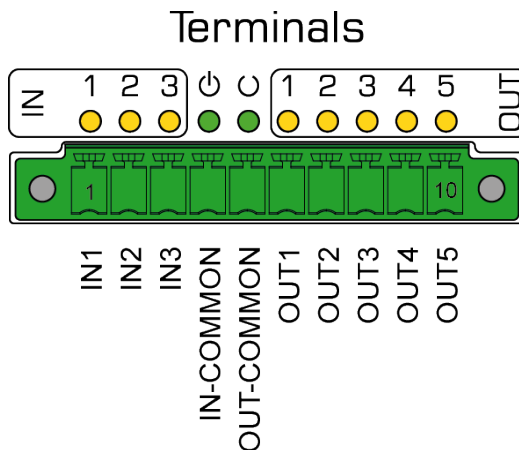 Terminals
IN 1 2 3 C 1 2 3 4 5 OUT
1 10
IN1
IN2
IN3
IN-COMMON
OUT-COMMON
OUT1
OUT2
OUT3
OUT4
OUT5